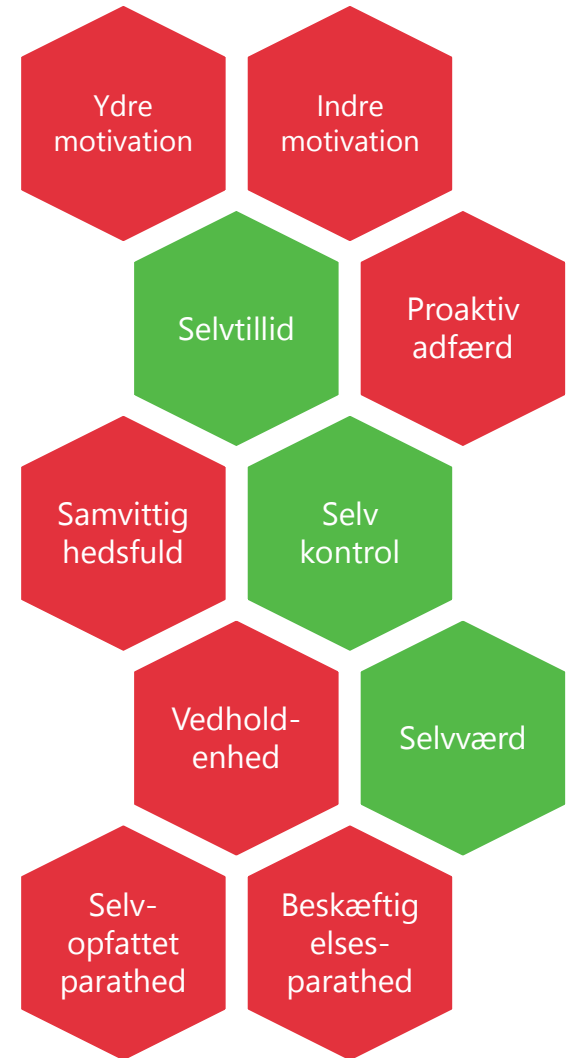 Ydre
motivation
Indre
motivation
Selvtillid
Proaktiv
adfærd
Samvittig
hedsfuld
Selv
kontrol
Vedhold-
enhed
Selvværd
Selv-
opfattet
parathed
Beskæftig
elses-
parathed